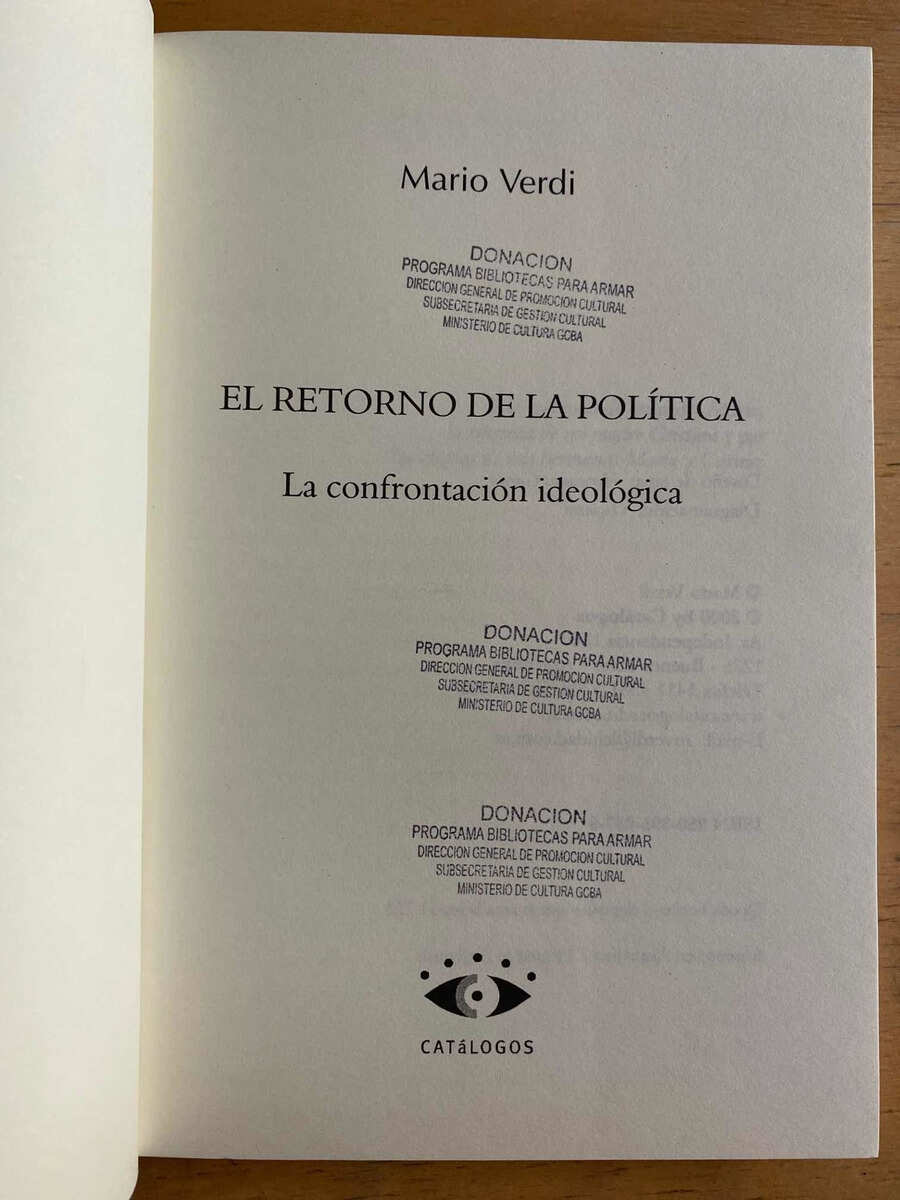 Mario Verdi
DONACION
PROGRAMA BIBLIOTECAS PARA ARMAR
DIRECCION GENERAL DE PROMOCION CULTURAL
SUBSECRETARIA DE GESTION CULTURAL
MINISTERIO DE CULTURA GCBA
EL RETORNO DE LA POLÍTICA
La confrontación ideológica
DONACION
PROGRAMA BIBLIOTECAS PARA ARMAR
DIRECCION GENERAL DE PROMOCION CULTURAL
SUBSECRETARIA DE GESTION CULTURAL
MINISTERIO DE CULTURA GCBA
DONACION
PROGRAMA BIBLIOTECAS PARA ARMAR
DIRECCION GENERAL DE PROMOCION CULTURAL
SUBSECRETARIA DE GESTION CULTURAL
MINISTERIO DE CULTURA GCBA
CATáLOGOS